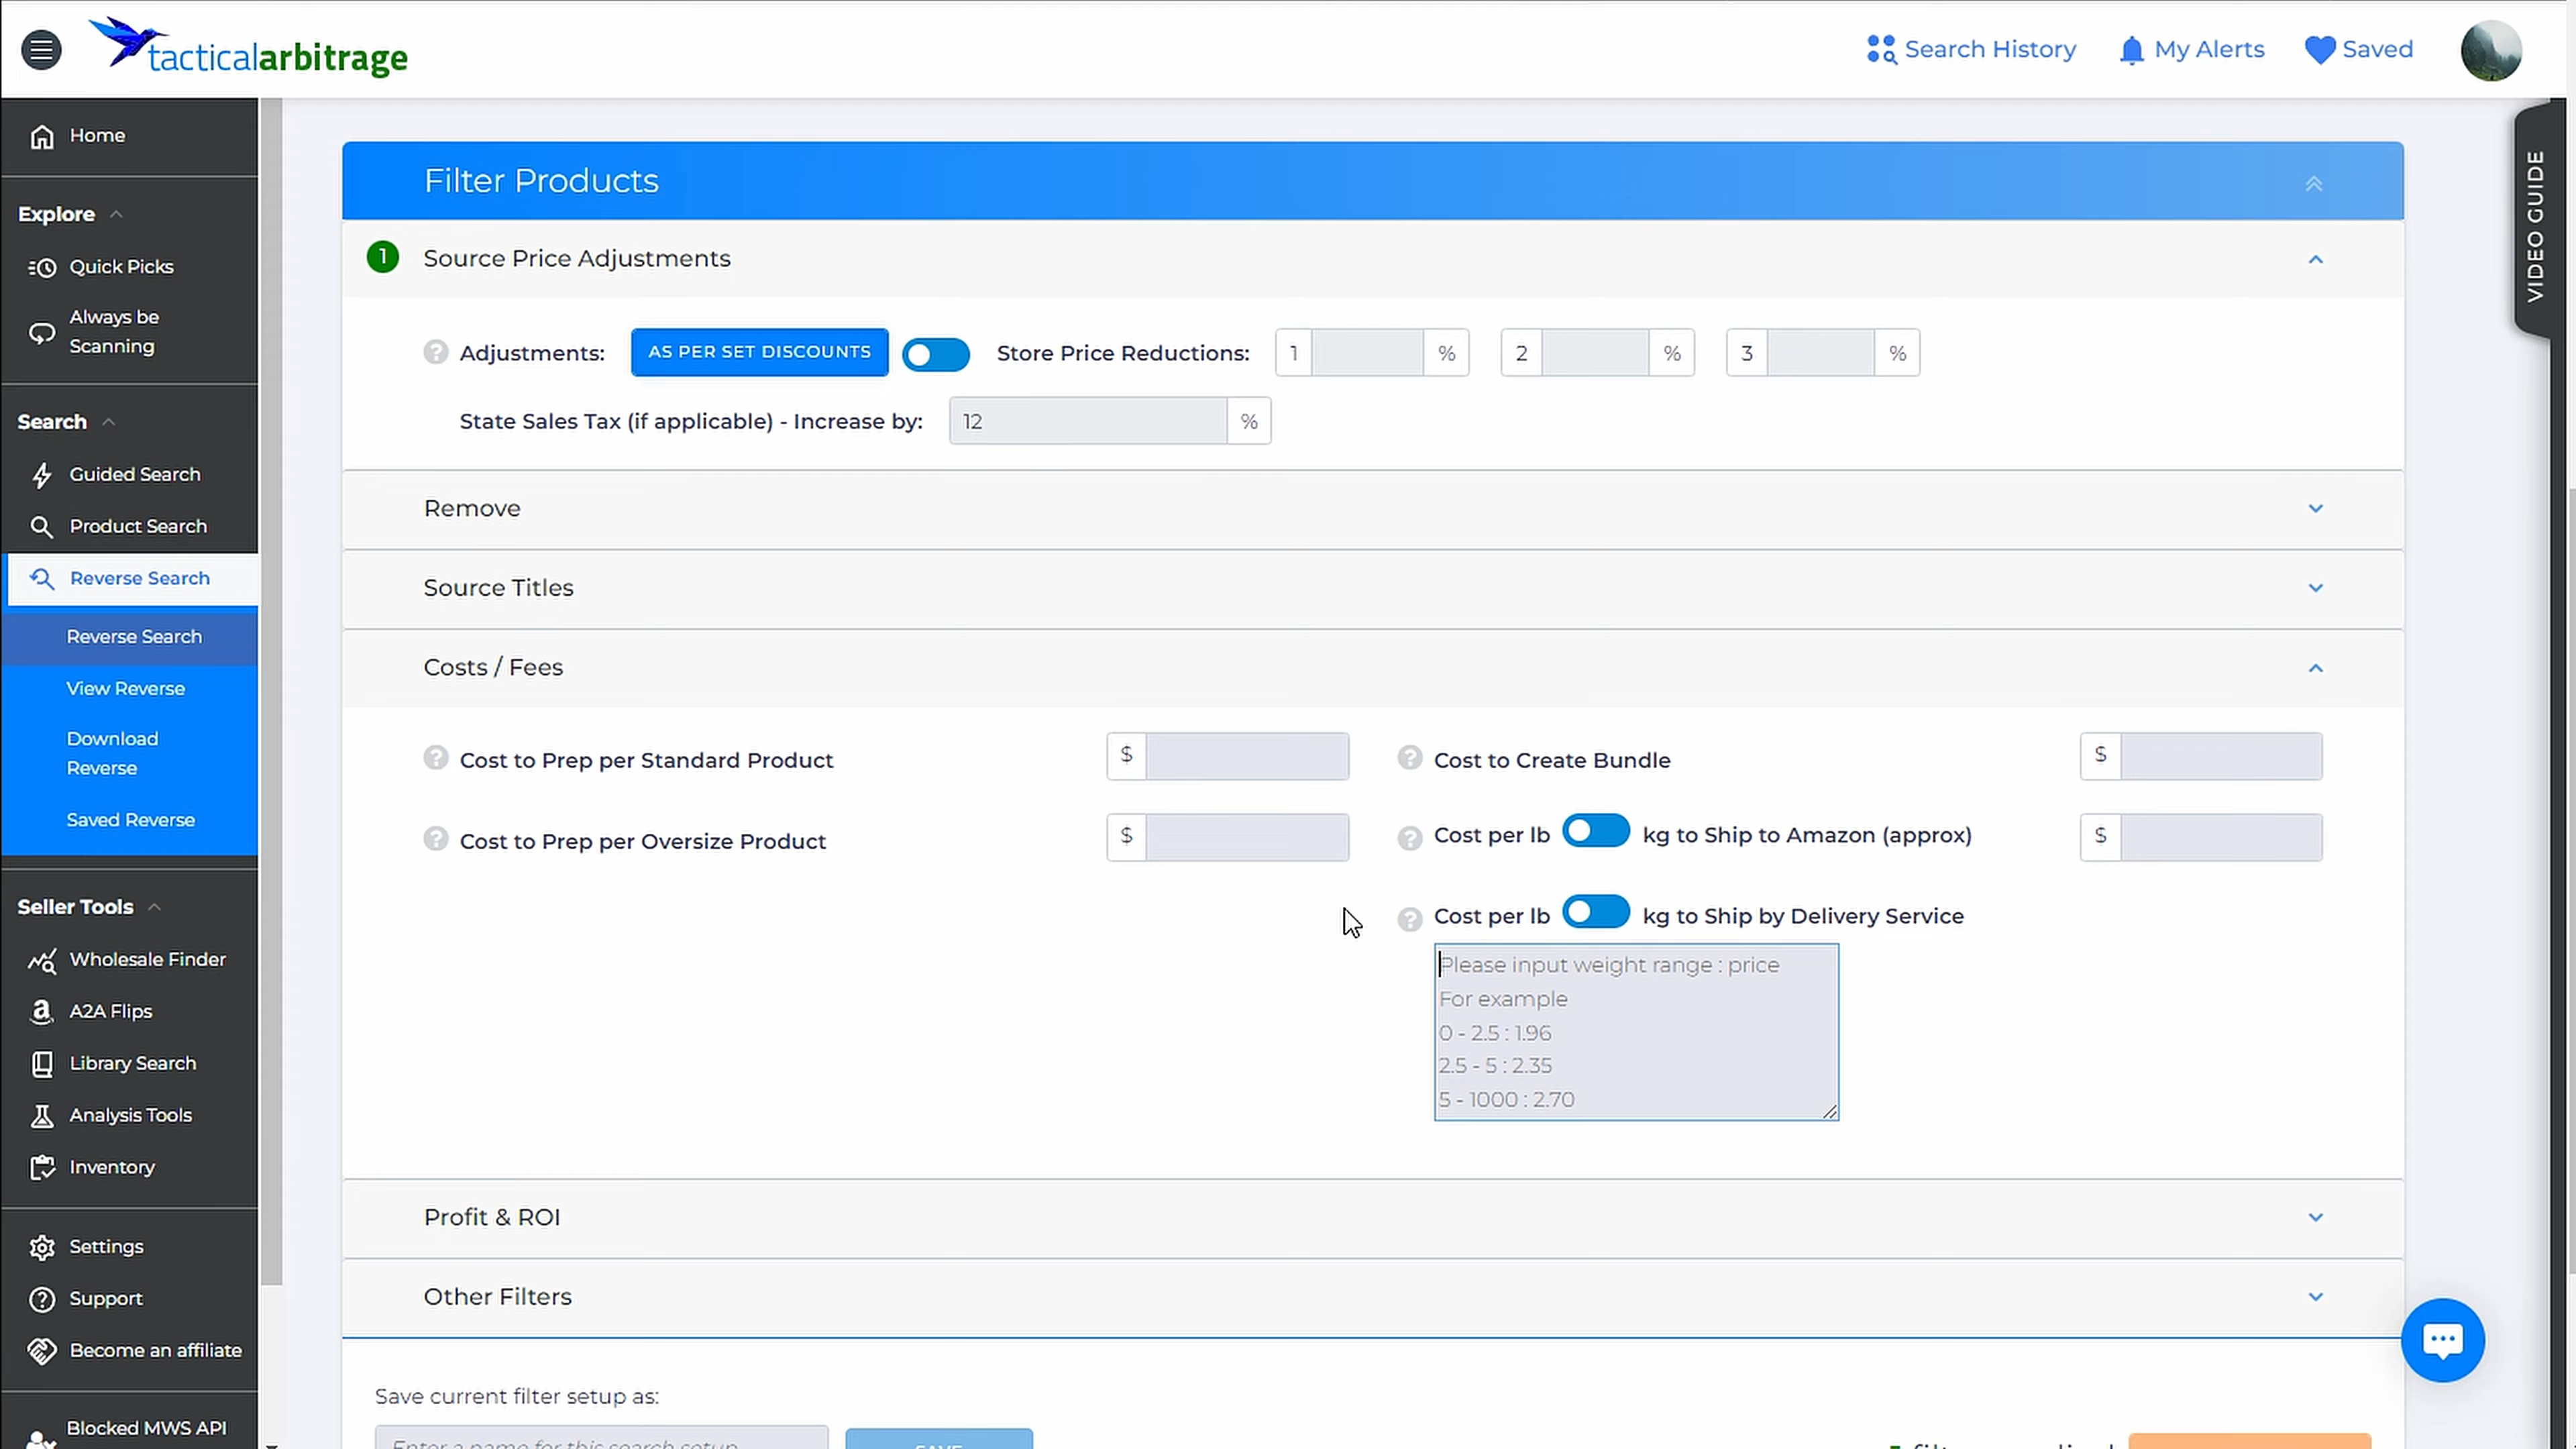 tacticalarbitrage
Search History
My Alerts
Saved
Home
Explore
Quick Picks
Always be
Scanning
Search
Guided Search
Product Search
Reverse Search
Reverse Search
View Reverse
Download
Reverse
Saved Reverse
Seller Tools
Wholesale Finder
A2A Flips
Library Search
Analysis Tools
Inventory
Settings
Support
Become an affiliate
Blocked MWS API
VIDEO GUIDE
Filter Products
1 Source Price Adjustments
Adjustments: AS PER SET DISCOUNTS Store Price Reductions: 1 % 2 % 3 %
State Sales Tax (if applicable) - Increase by: 12 %
Remove
Source Titles
Costs / Fees
Cost to Prep per Standard Product $
Cost to Create Bundle $
Cost to Prep per Oversize Product $
Cost per lb kg to Ship to Amazon (approx) $
Cost per lb kg to Ship by Delivery Service
Please input weight range : price
For example
0 - 2.5 : 1.96
2.5 - 5 : 2.35
5 - 1000 : 2.70
Profit & ROI
Other Filters
Save current filter setup as:
Enter a name for this search setup
SAVE